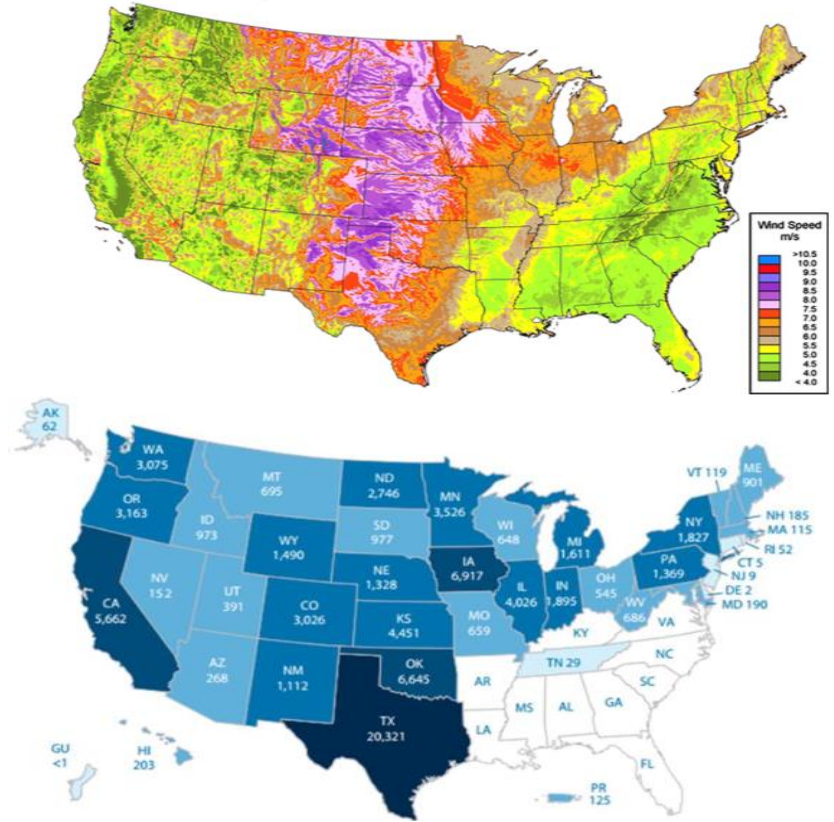 Wind Speed
m/s
>10.5
10.0
9.5
9.0
8.5
8.0
7.5
7.0
6.5
6.0
5.5
5.0
4.5
4.0
< 4.0
AK
62
WA
3,075
OR
3,163
CA
5,662
NV
152
ID
973
MT
695
WY
1,490
UT
391
AZ
268
CO
3,026
NM
1,112
ND
2,746
SD
977
NE
1,328
KS
4,451
OK
6,645
TX
20,321
MN
3,526
IA
6,917
MO
659
AR
LA
WI
648
IL
4,026
MI
1,611
IN
1,895
OH
545
KY
TN 29
MS
AL
GA
FL
SC
NC
VA
WV
686
PA
1,369
NY
1,827
VT 119
ME
901
NH 185
MA 115
RI 52
CT 5
NJ 9
DE 2
MD 190
GU
<1
HI
203
PR
125